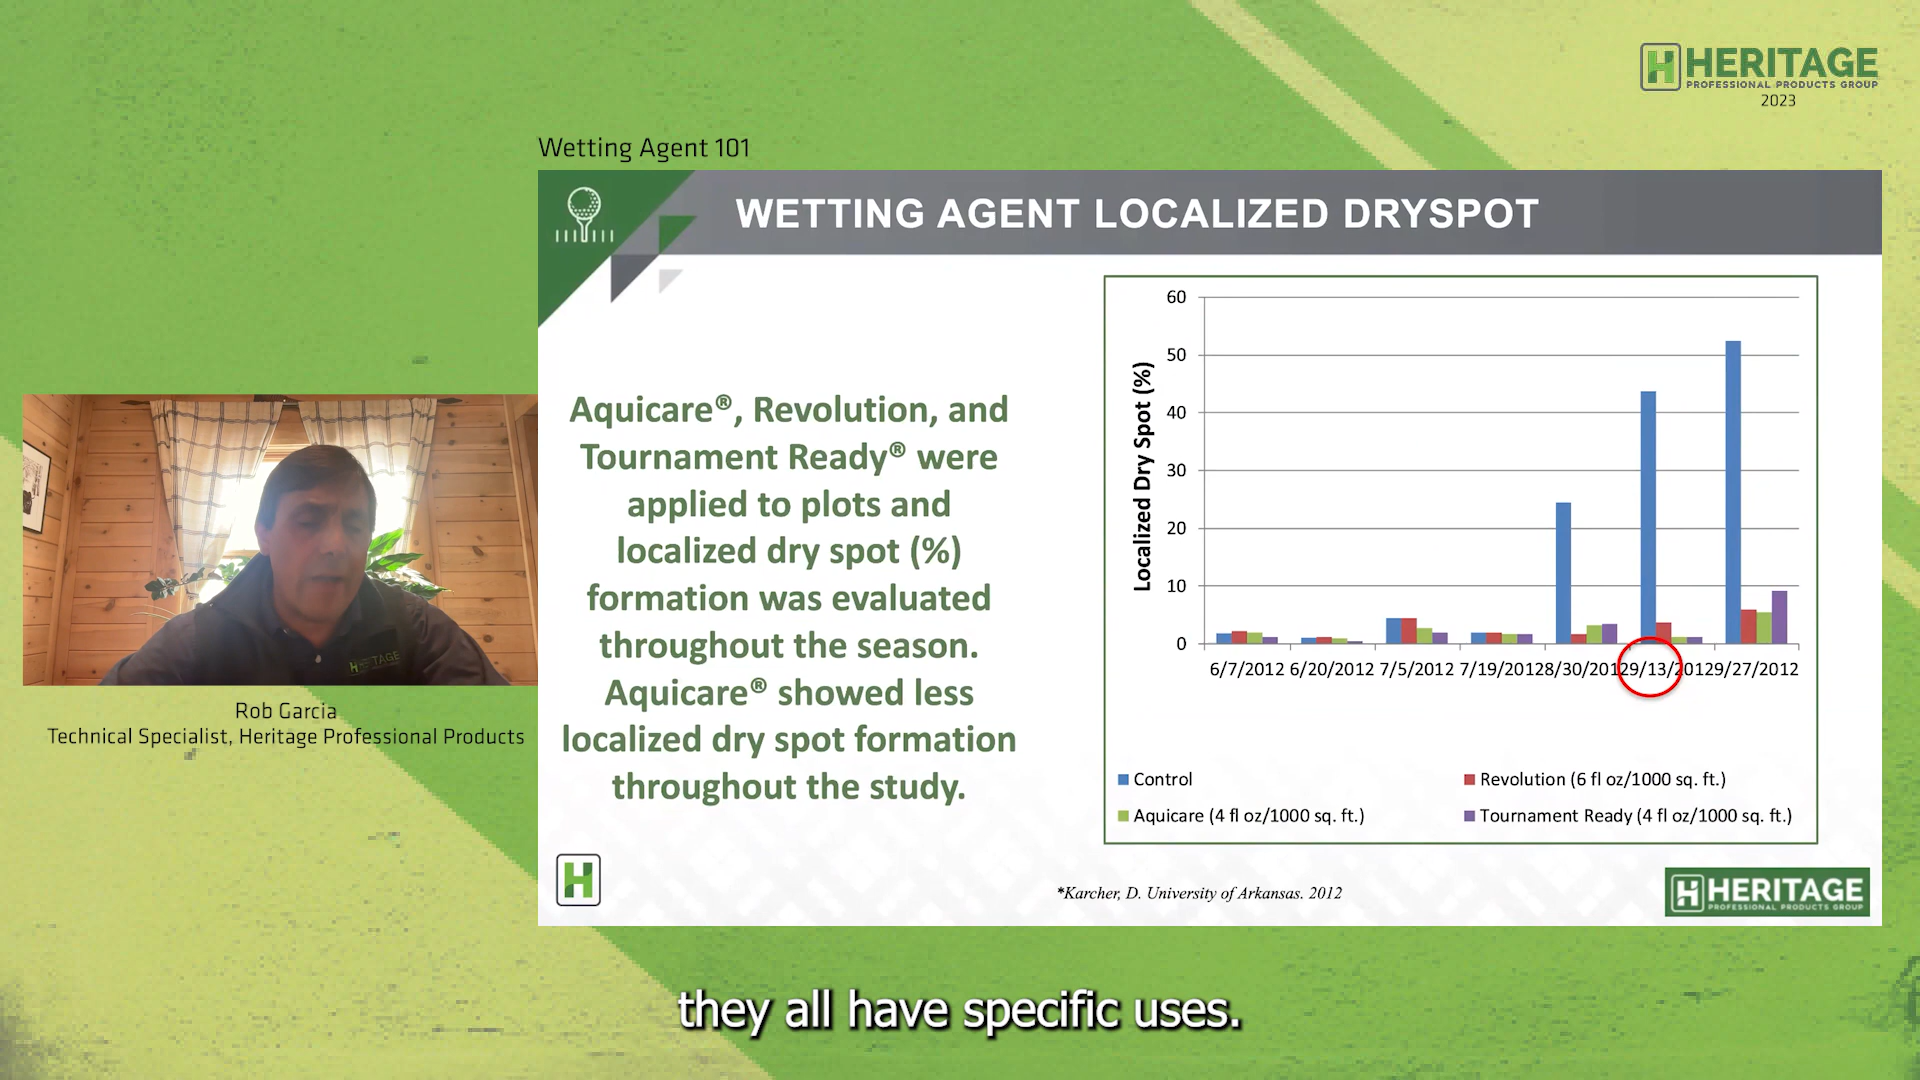 HERITAGE
PROFESSIONAL PRODUCTS GROUP
2023
Wetting Agent 101
WETTING AGENT LOCALIZED DRYSPOT
Aquicare®, Revolution, and
Tournament Ready® were
applied to plots and
localized dry spot (%)
formation was evaluated
throughout the season.
Aquicare® showed less
localized dry spot formation
throughout the study.
Localized Dry Spot (%)
60
50
40
30
20
10
0
6/7/2012 6/20/2012 7/5/2012 7/19/2012 8/30/2012 9/13/2012 9/27/2012
Control
Revolution (6 fl oz/1000 sq. ft.)
Aquicare (4 fl oz/1000 sq. ft.)
Tournament Ready (4 fl oz/1000 sq. ft.)
*Karcher, D. University of Arkansas. 2012
H
HERITAGE
PROFESSIONAL PRODUCTS GROUP
Rob Garcia
Technical Specialist, Heritage Professional Products
they all have specific uses.